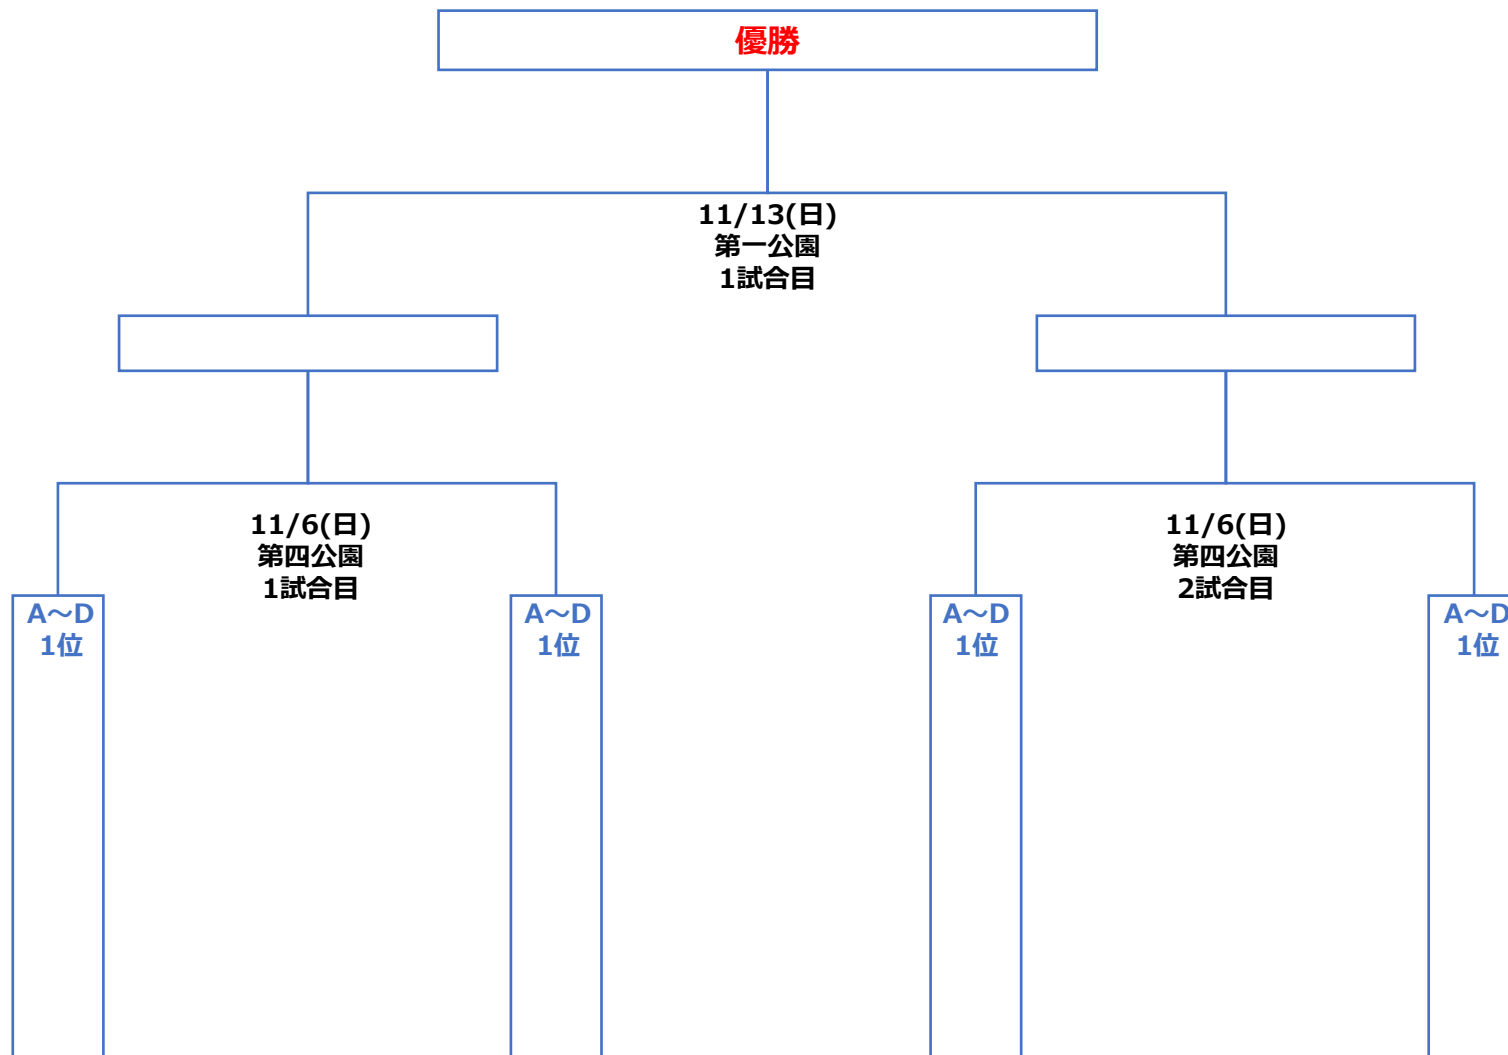 優勝
11/13(日)
第一公園
1試合目
11/6(日)
第四公園
1試合目
11/6(日)
第四公園
2試合目
A～D
1位
A～D
1位
A～D
1位
A～D
1位